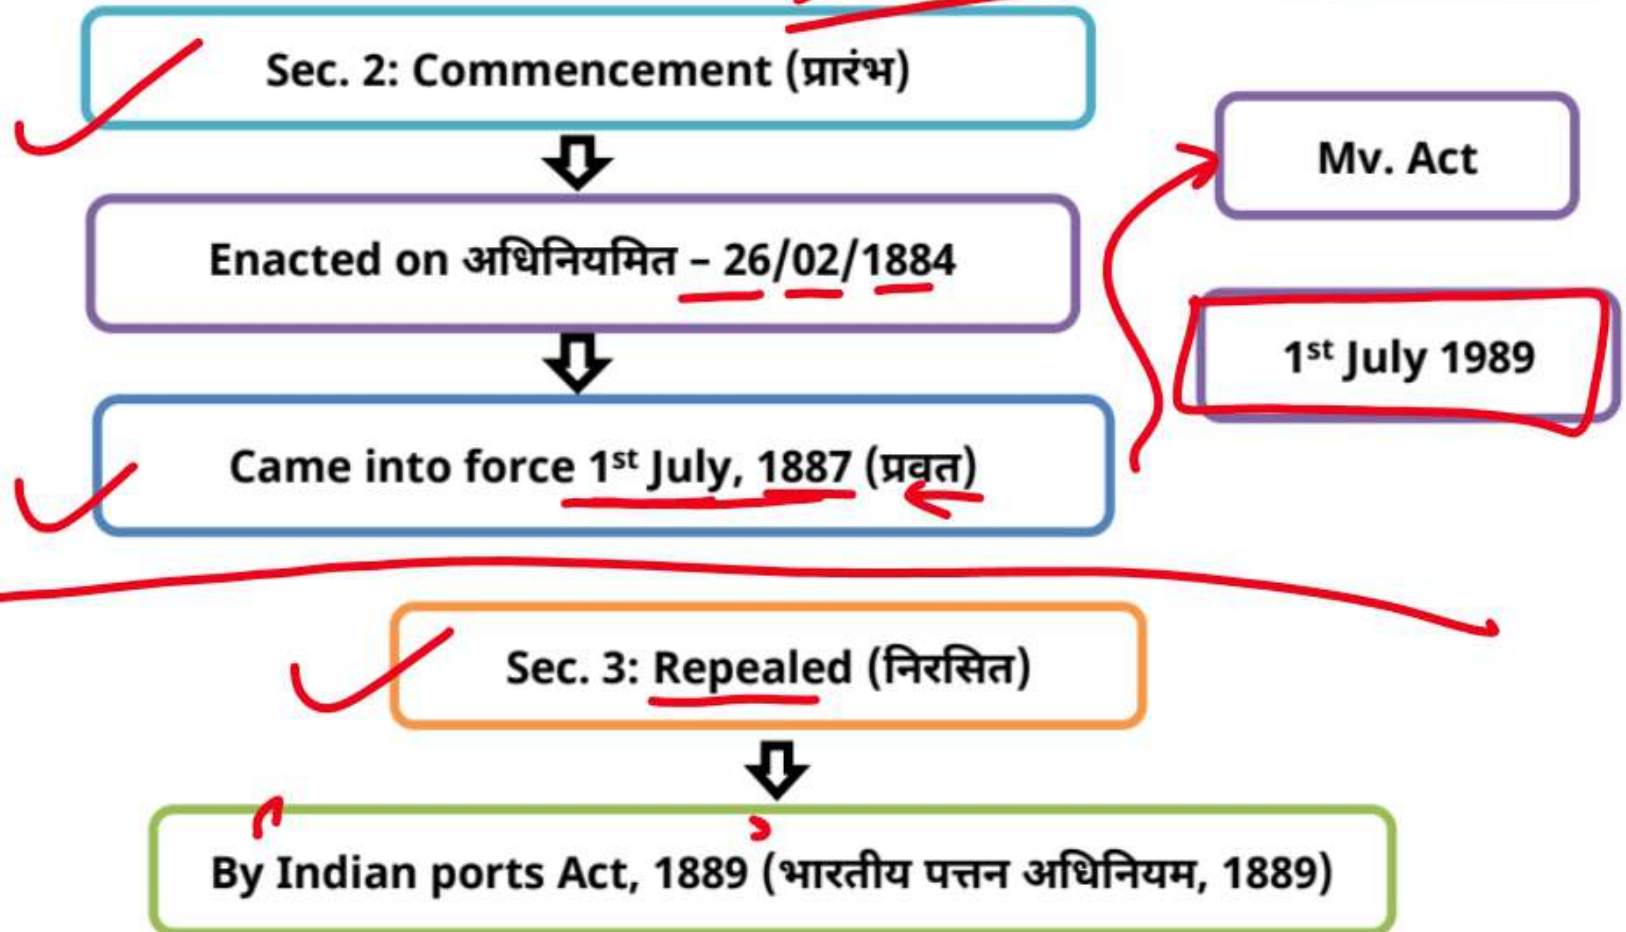 Sec. 2: Commencement (प्रारंभ)
Enacted on अधिनियमित – 26/02/1884
Came into force 1st July, 1887 (प्रवत)
Mv. Act
1st July 1989
Sec. 3: Repealed (निरसित)
By Indian ports Act, 1889 (भारतीय पत्तन अधिनियम, 1889)